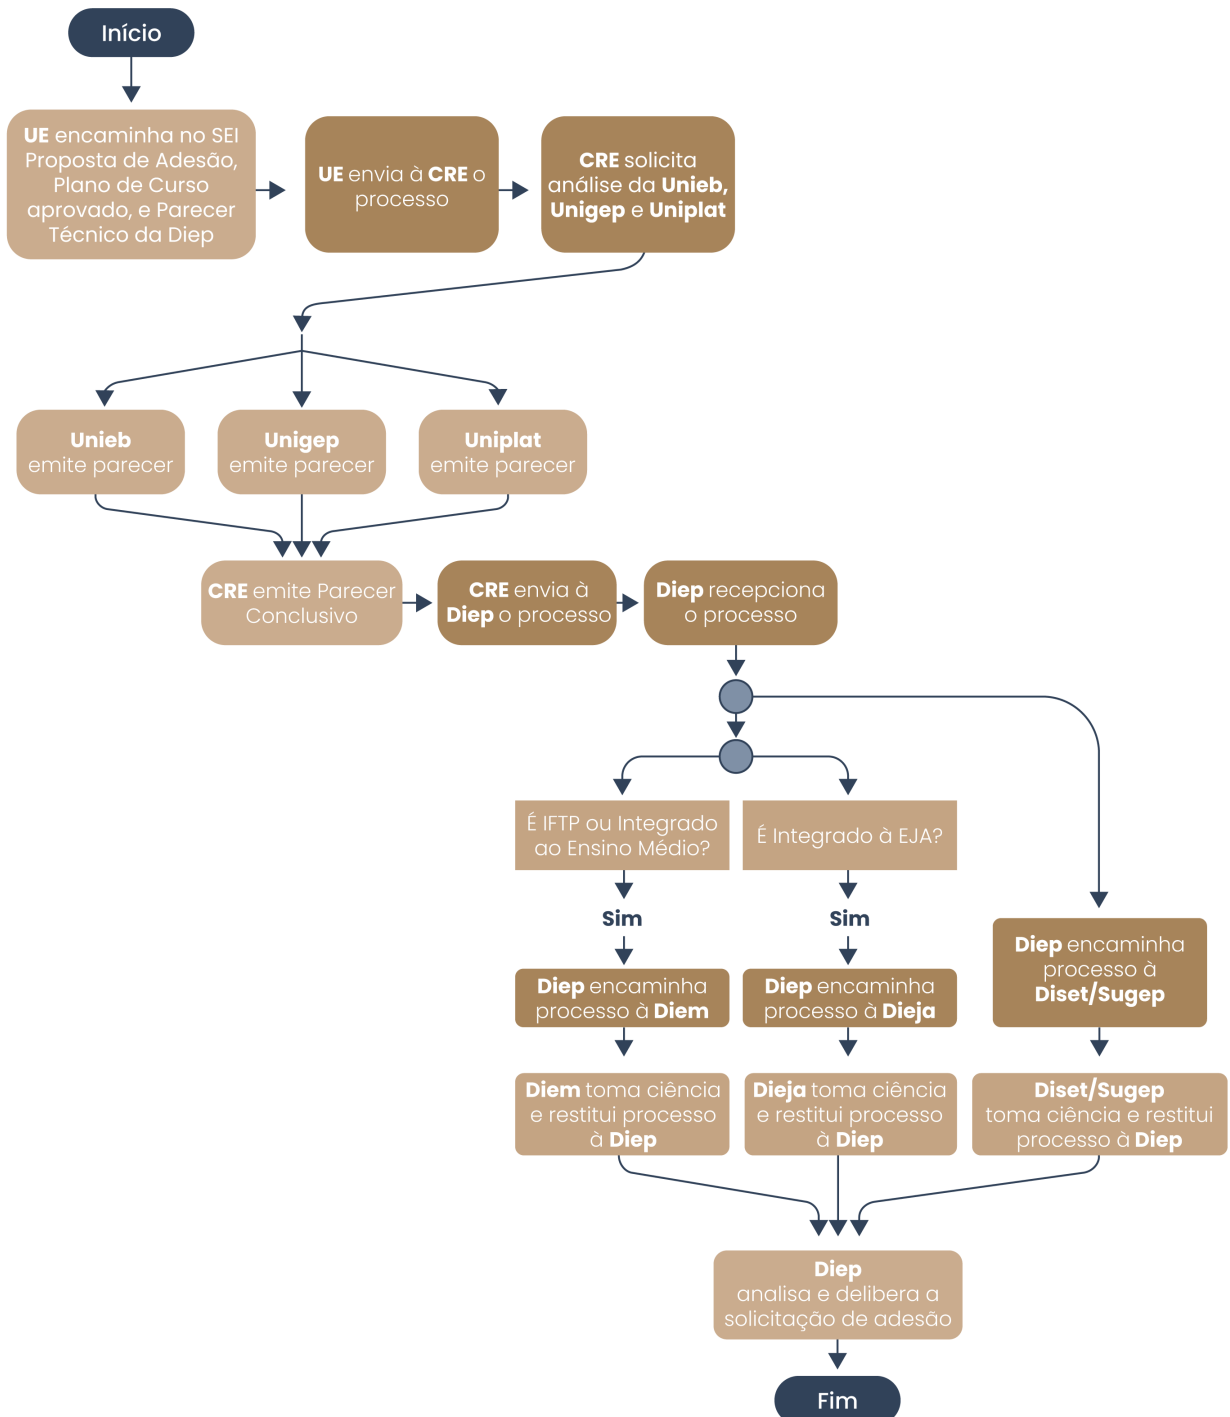 Início
UE encaminha no SEI
Proposta de Adesão,
Plano de Curso
aprovado, e Parecer
Técnico da Diep
UE envia à CRE o
processo
CRE solicita
análise da Unieb,
Unigep e Uniplat
Unieb
emite parecer
Unigep
emite parecer
Uniplat
emite parecer
CRE emite Parecer
Conclusivo
CRE envia à
Diep o processo
Diep recepciona
o processo
É IFTP ou Integrado
ao Ensino Médio?
É Integrado à EJA?
Sim
Sim
Diep encaminha
processo à Diem
Diep encaminha
processo à Dieja
Diep encaminha
processo à
Diset/Sugep
Diem toma ciência
e restitui processo
à Diep
Dieja toma ciência
e restitui processo
à Diep
Diset/Sugep
toma ciência e restitui
processo à Diep
Diep
analisa e delibera a
solicitação de adesão
Fim